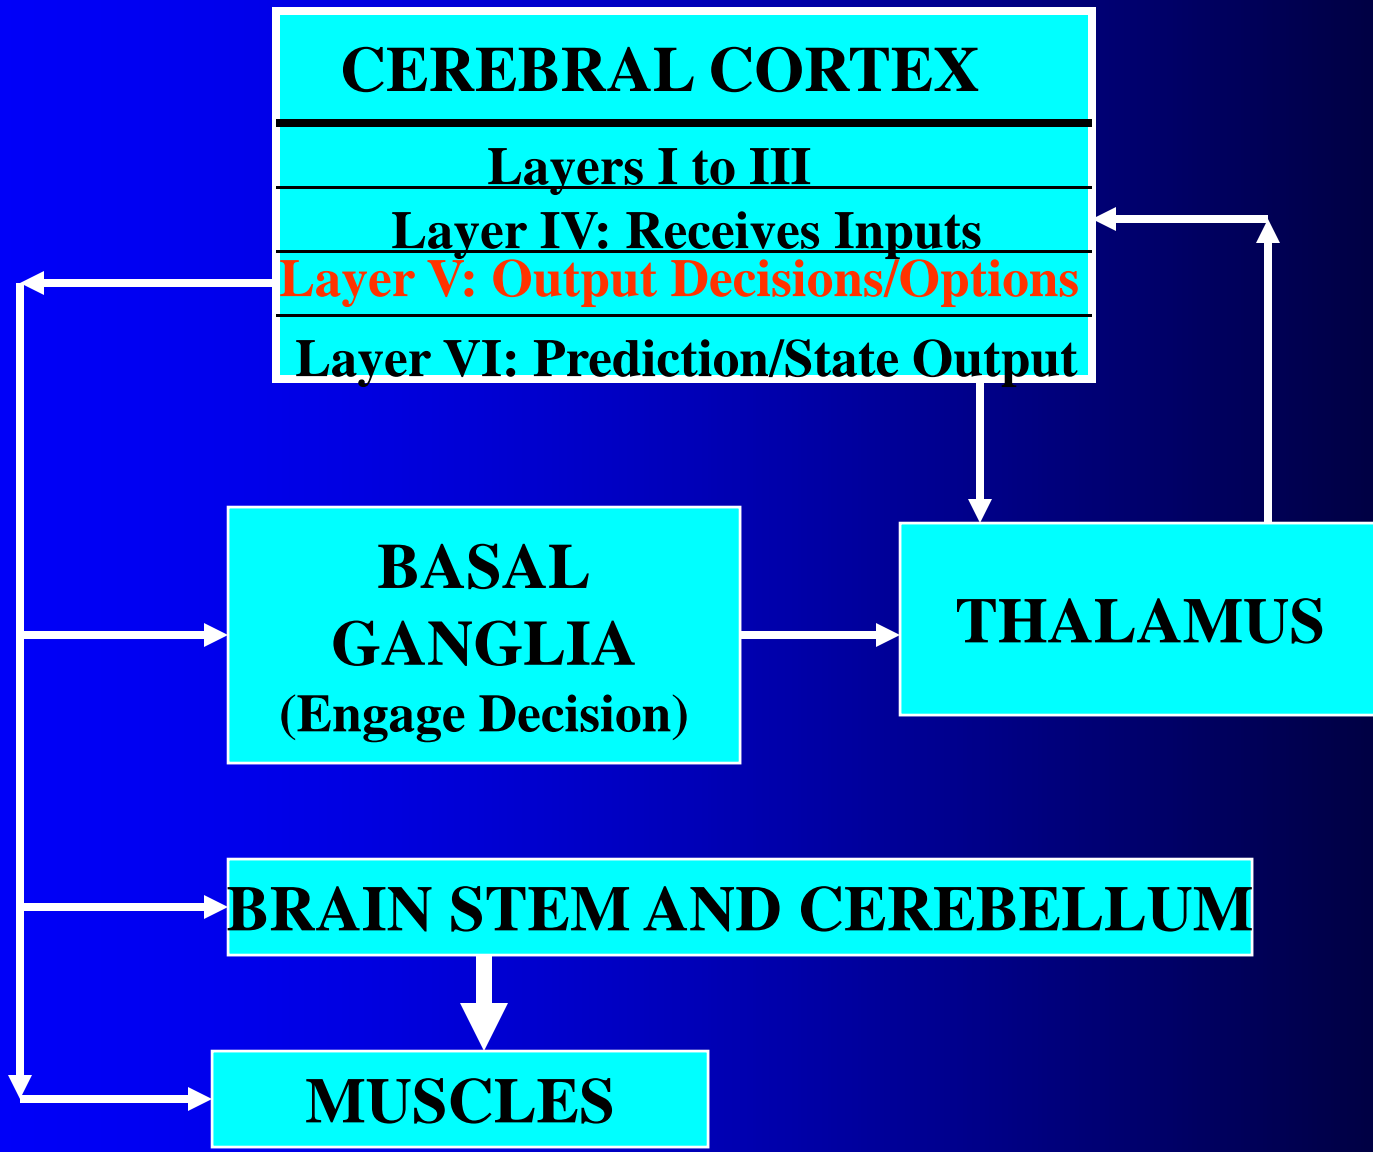 CEREBRAL CORTEX
Layers I to III
Layer IV: Receives Inputs
Layer V: Output Decisions/Options
Layer VI: Prediction/State Output
BASAL
GANGLIA
(Engage Decision)
THALAMUS
BRAIN STEM AND CEREBELLUM
MUSCLES